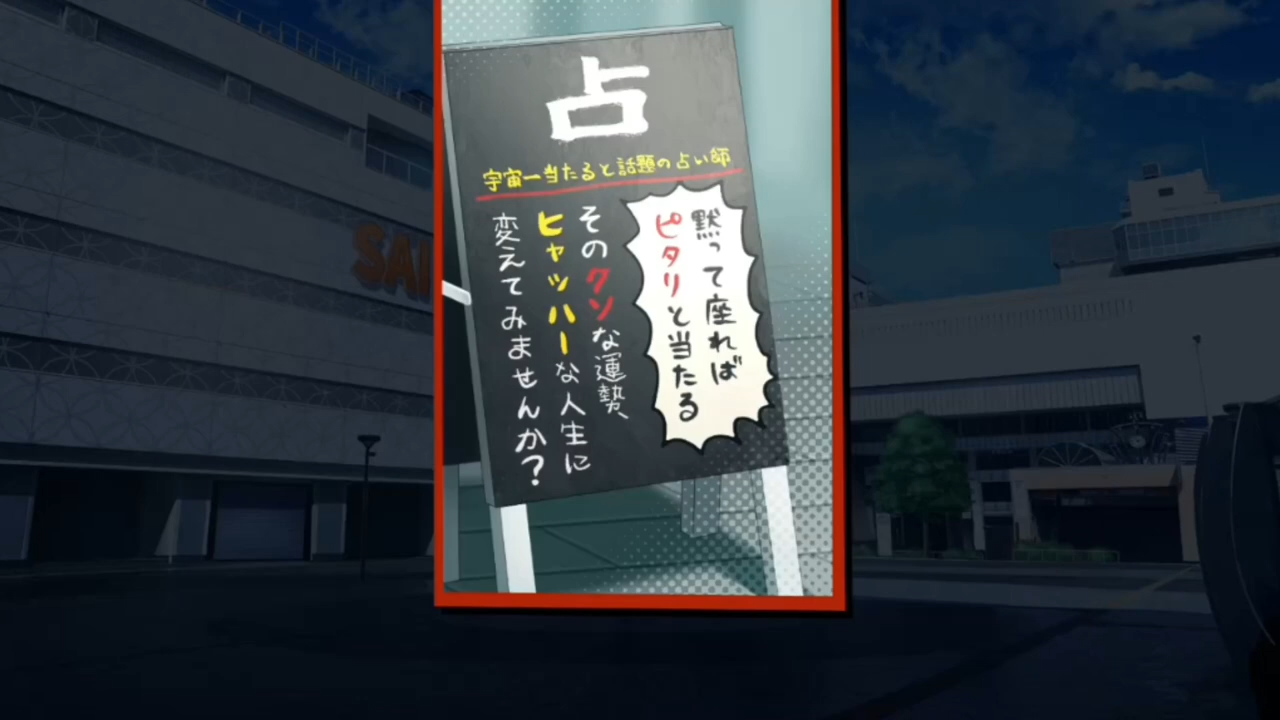 占
宇宙一当たると話題の占い師
黙って座れば
ピタリと当たる
そのクソな運勢、
ヒャッハーな人生に
変えてみませんか?
SAI